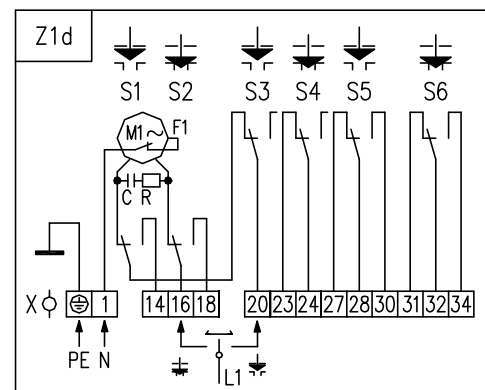 Z1d
S1 S2 S3 S4 S5 S6
M1 ~ F1
C R
X 1 14 16 18 20 23 24 27 28 30 31 32 34
PE N L1